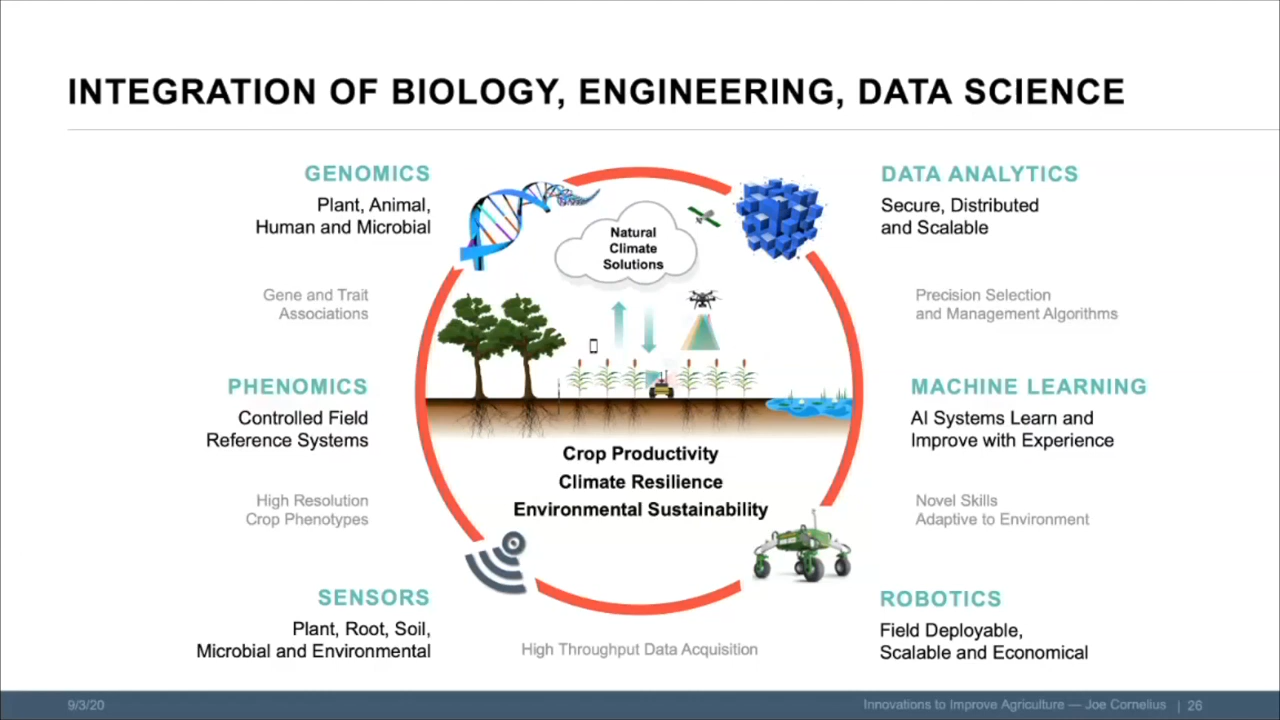 INTEGRATION OF BIOLOGY, ENGINEERING, DATA SCIENCE
GENOMICS
Plant, Animal,
Human and Microbial
Gene and Trait
Associations
PHENOMICS
Controlled Field
Reference Systems
High Resolution
Crop Phenotypes
SENSORS
Plant, Root, Soil,
Microbial and Environmental
Natural
Climate
Solutions
Crop Productivity
Climate Resilience
Environmental Sustainability
High Throughput Data Acquisition
DATA ANALYTICS
Secure, Distributed
and Scalable
Precision Selection
and Management Algorithms
MACHINE LEARNING
AI Systems Learn and
Improve with Experience
Novel Skills
Adaptive to Environment
ROBOTICS
Field Deployable,
Scalable and Economical
9/3/20
Innovations to Improve Agriculture — Joe Cornelius | 26